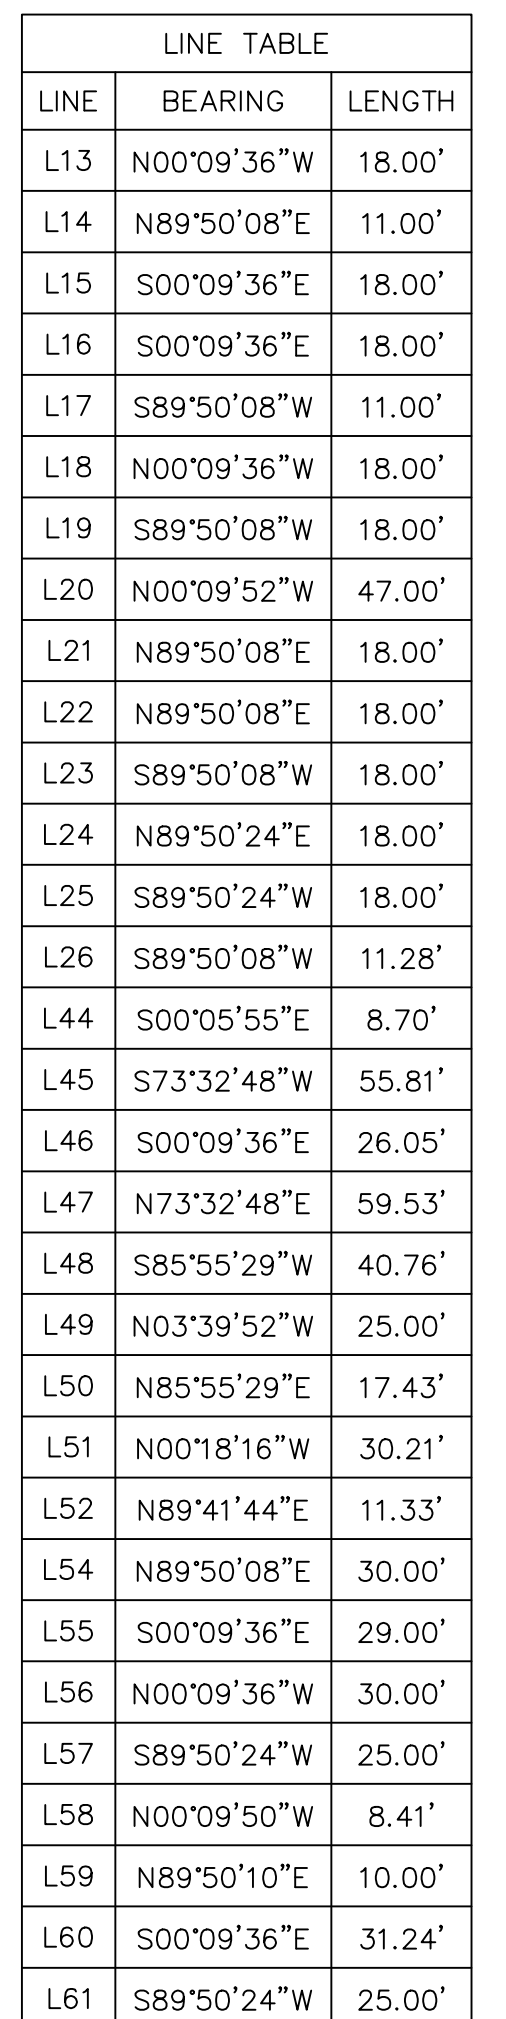 LINE TABLE
LINE BEARING LENGTH
L13 N00°09'36"W 18.00'
L14 N89°50'08"E 11.00'
L15 S00°09'36"E 18.00'
L16 S00°09'36"E 18.00'
L17 S89°50'08"W 11.00'
L18 N00°09'36"W 18.00'
L19 S89°50'08"W 18.00'
L20 N00°09'52"W 47.00'
L21 N89°50'08"E 18.00'
L22 N89°50'08"E 18.00'
L23 S89°50'08"W 18.00'
L24 N89°50'24"E 18.00'
L25 S89°50'24"W 18.00'
L26 S89°50'08"W 11.28'
L44 S00°05'55"E 8.70'
L45 S73°32'48"W 55.81'
L46 S00°09'36"E 26.05'
L47 N73°32'48"E 59.53'
L48 S85°55'29"W 40.76'
L49 N03°39'52"W 25.00'
L50 N85°55'29"E 17.43'
L51 N00°18'16"W 30.21'
L52 N89°41'44"E 11.33'
L54 N89°50'08"E 30.00'
L55 S00°09'36"E 29.00'
L56 N00°09'36"W 30.00'
L57 S89°50'24"W 25.00'
L58 N00°09'50"W 8.41'
L59 N89°50'10"E 10.00'
L60 S00°09'36"E 31.24'
L61 S89°50'24"W 25.00'